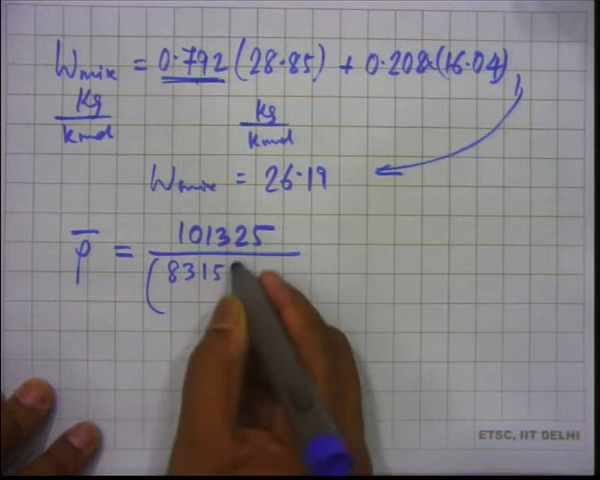 Wmix = 0.792 (28.85) + 0.208 (16.04)
Kg/Kmol Kg/Kmol
Wmix = 26.19
ρ̅ = 101325
(8315
ETSC, IIT DELHI